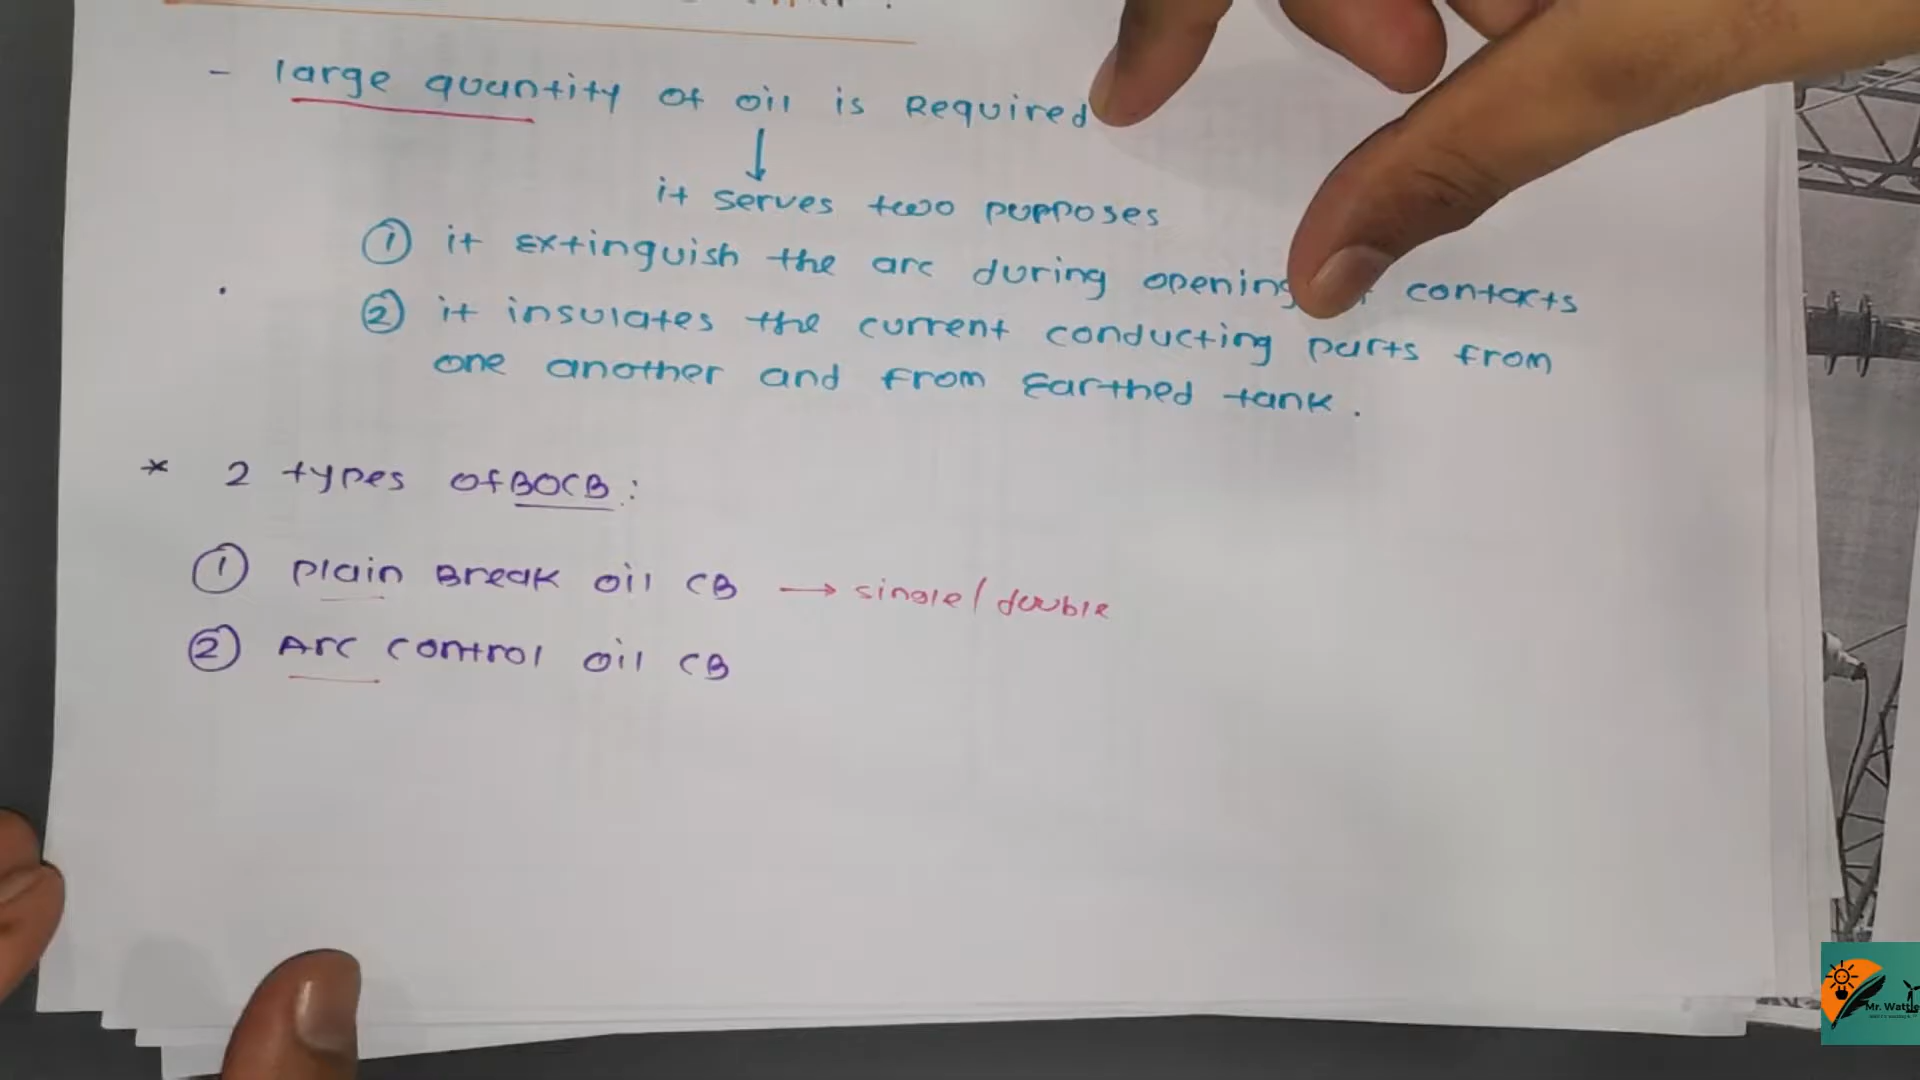 - large quantity of oil is Required
it serves two purposes
① it Extinguish the arc during opening contacts
② it insulates the current conducting parts from
one another and from Earthed tank.
* 2 types of BOCB:
① Plain Break oil CB → single/double
② Arc control oil CB
Mr. Wattle